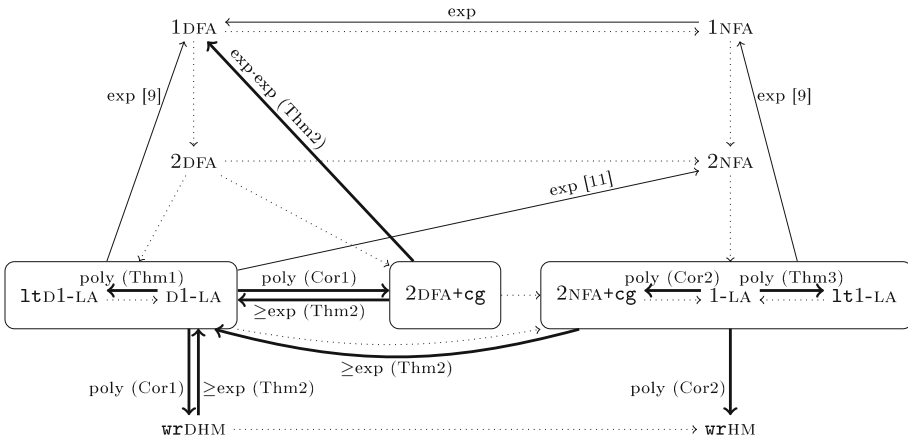 exp
1DFA 1NFA
exp [9] exp·exp (Thm2) exp [9]
2DFA 2NFA
exp [11]
poly (Thm1) poly (Cor1) poly (Cor2) poly (Thm3)
ltD1-LA D1-LA 2DFA+cg 2NFA+cg 1-LA lt1-LA
≥exp (Thm2)
≥exp (Thm2)
poly (Cor1) ≥exp (Thm2) poly (Cor2)
wrDHM wrHM